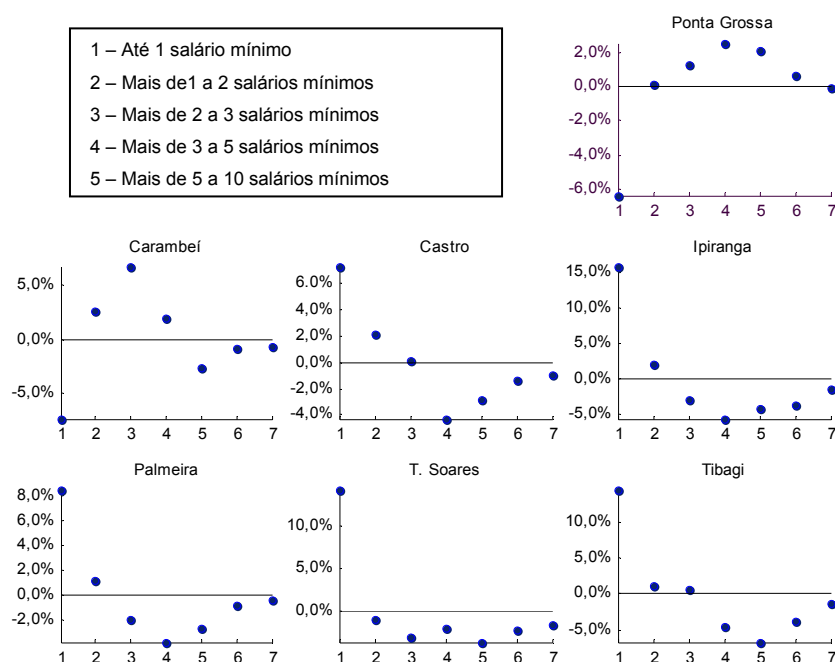 Ponta Grossa
1 – Até 1 salário mínimo
2 – Mais de1 a 2 salários mínimos
3 – Mais de 2 a 3 salários mínimos
4 – Mais de 3 a 5 salários mínimos
5 – Mais de 5 a 10 salários mínimos
2,0%
0,0%
-2,0%
-4,0%
-6,0%
1 2 3 4 5 6 7
Carambeí
5,0%
0,0%
-5,0%
1 2 3 4 5 6 7
Castro
6.0%
4,0%
2,0%
0,0%
-2,0%
-4,0%
1 2 3 4 5 6 7
Ipiranga
15,0%
10,0%
5,0%
0,0%
-5,0%
1 2 3 4 5 6 7
Palmeira
8,0%
6,0%
4,0%
2,0%
0,0%
-2,0%
1 2 3 4 5 6 7
T. Soares
10,0%
5,0%
0,0%
1 2 3 4 5 6 7
Tibagi
10,0%
5,0%
0,0%
-5,0%
1 2 3 4 5 6 7